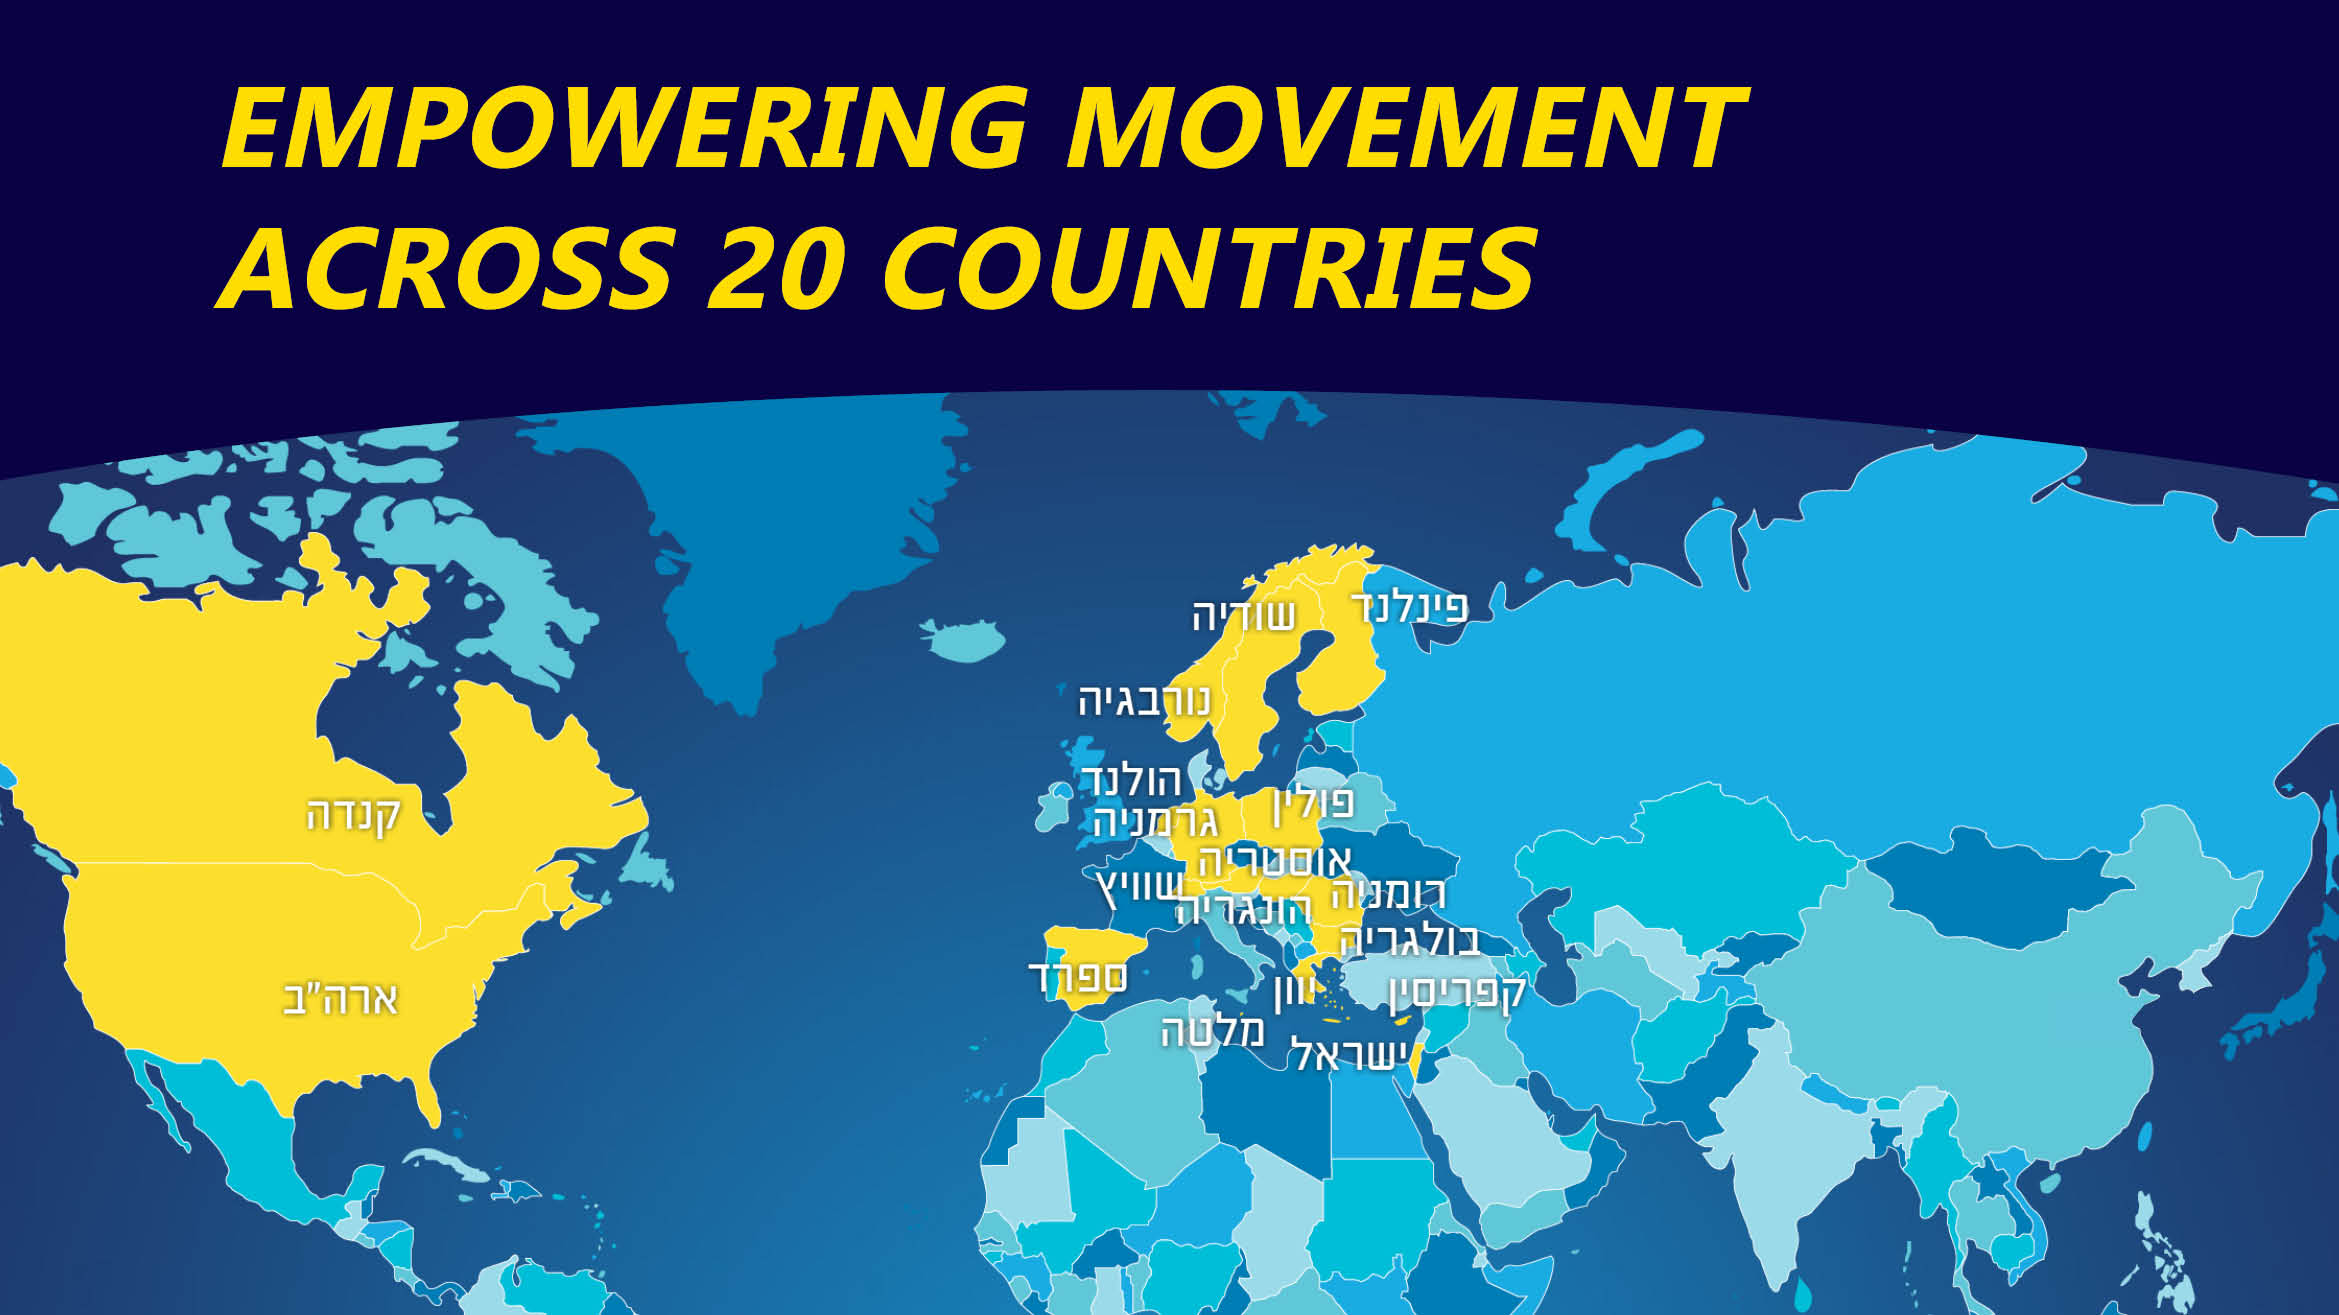 EMPOWERING MOVEMENT
ACROSS 20 COUNTRIES
פינלנד
שודיה
נורבגיה
הולנד
פולין
גרמניה
קנדה
אוסטריה
שוויץ
רומניה
הונגריה
בולגריה
ספרד
יוון
קפריסין
ארה"ב
מלטה
ישראל